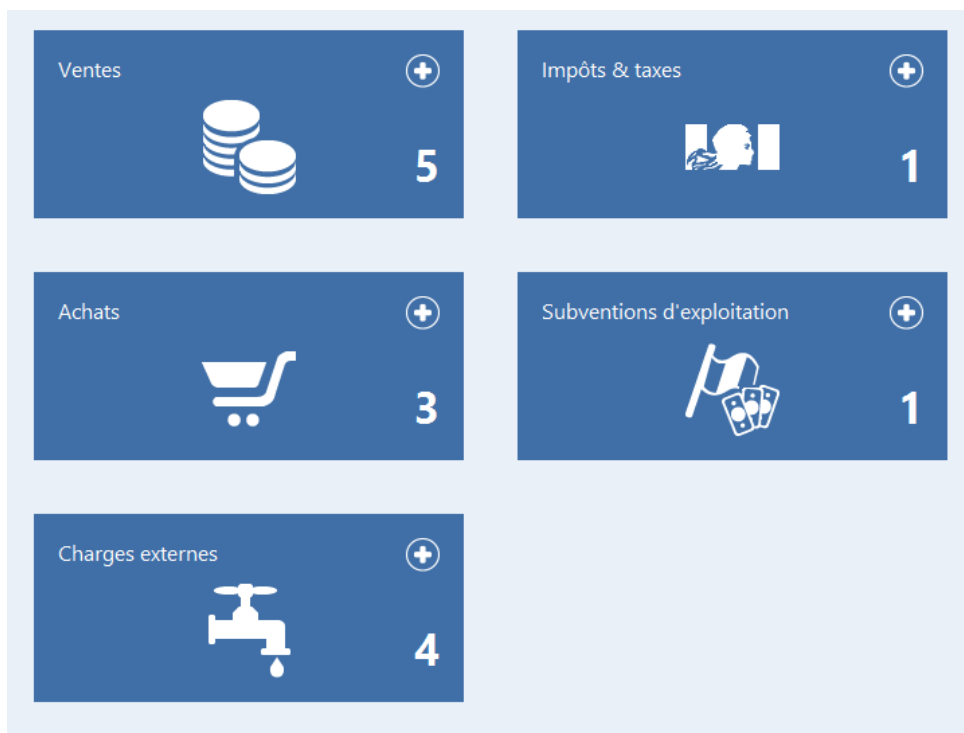 Ventes
5
Impôts & taxes
1
Achats
3
Subventions d'exploitation
1
Charges externes
4